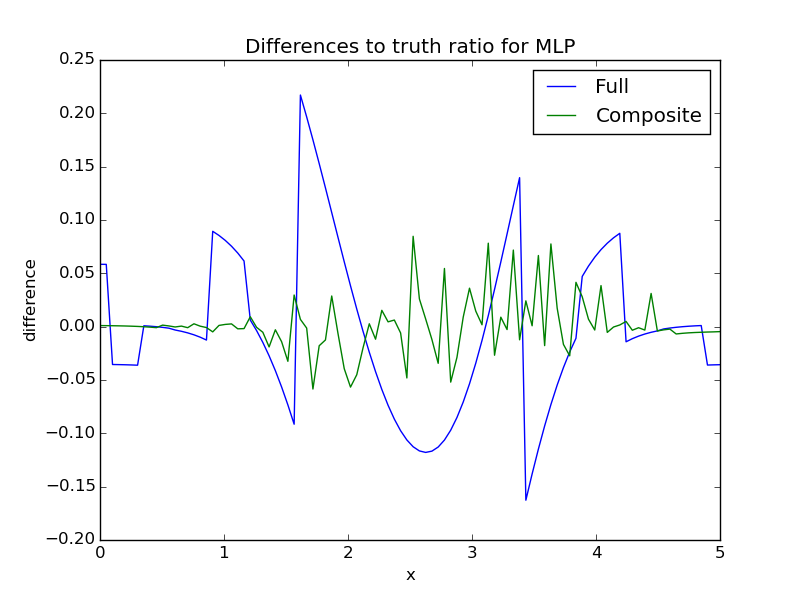 Differences to truth ratio for MLP
0.25
0.20
0.15
0.10
0.05
0.00
−0.05
−0.10
−0.15
−0.20
difference
Full
Composite
0 1 2 3 4 5
x